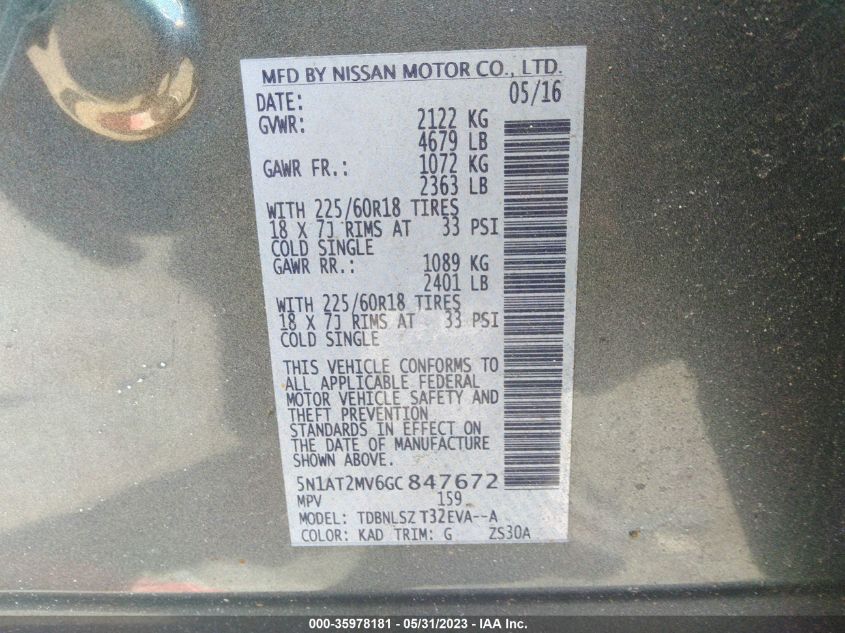 MFD BY NISSAN MOTOR CO., LTD.
DATE: 05/16
GVWR: 2122 KG
4679 LB
GAWR FR.: 1072 KG
2363 LB
WITH 225/60R18 TIRES
18 X 7J RIMS AT 33 PSI
COLD SINGLE
GAWR RR.: 1089 KG
2401 LB
WITH 225/60R18 TIRES
18 X 7J RIMS AT 33 PSI
COLD SINGLE
THIS VEHICLE CONFORMS TO
ALL APPLICABLE FEDERAL
MOTOR VEHICLE SAFETY AND
THEFT PREVENTION
STANDARDS IN EFFECT ON
THE DATE OF MANUFACTURE
SHOWN ABOVE.
5N1AT2MV6GC847672
MPV 159
MODEL: TDBNLSZ T32EVA--A
COLOR: KAD TRIM: G ZS30A
000-35978181 - 05/31/2023 - IAA Inc.